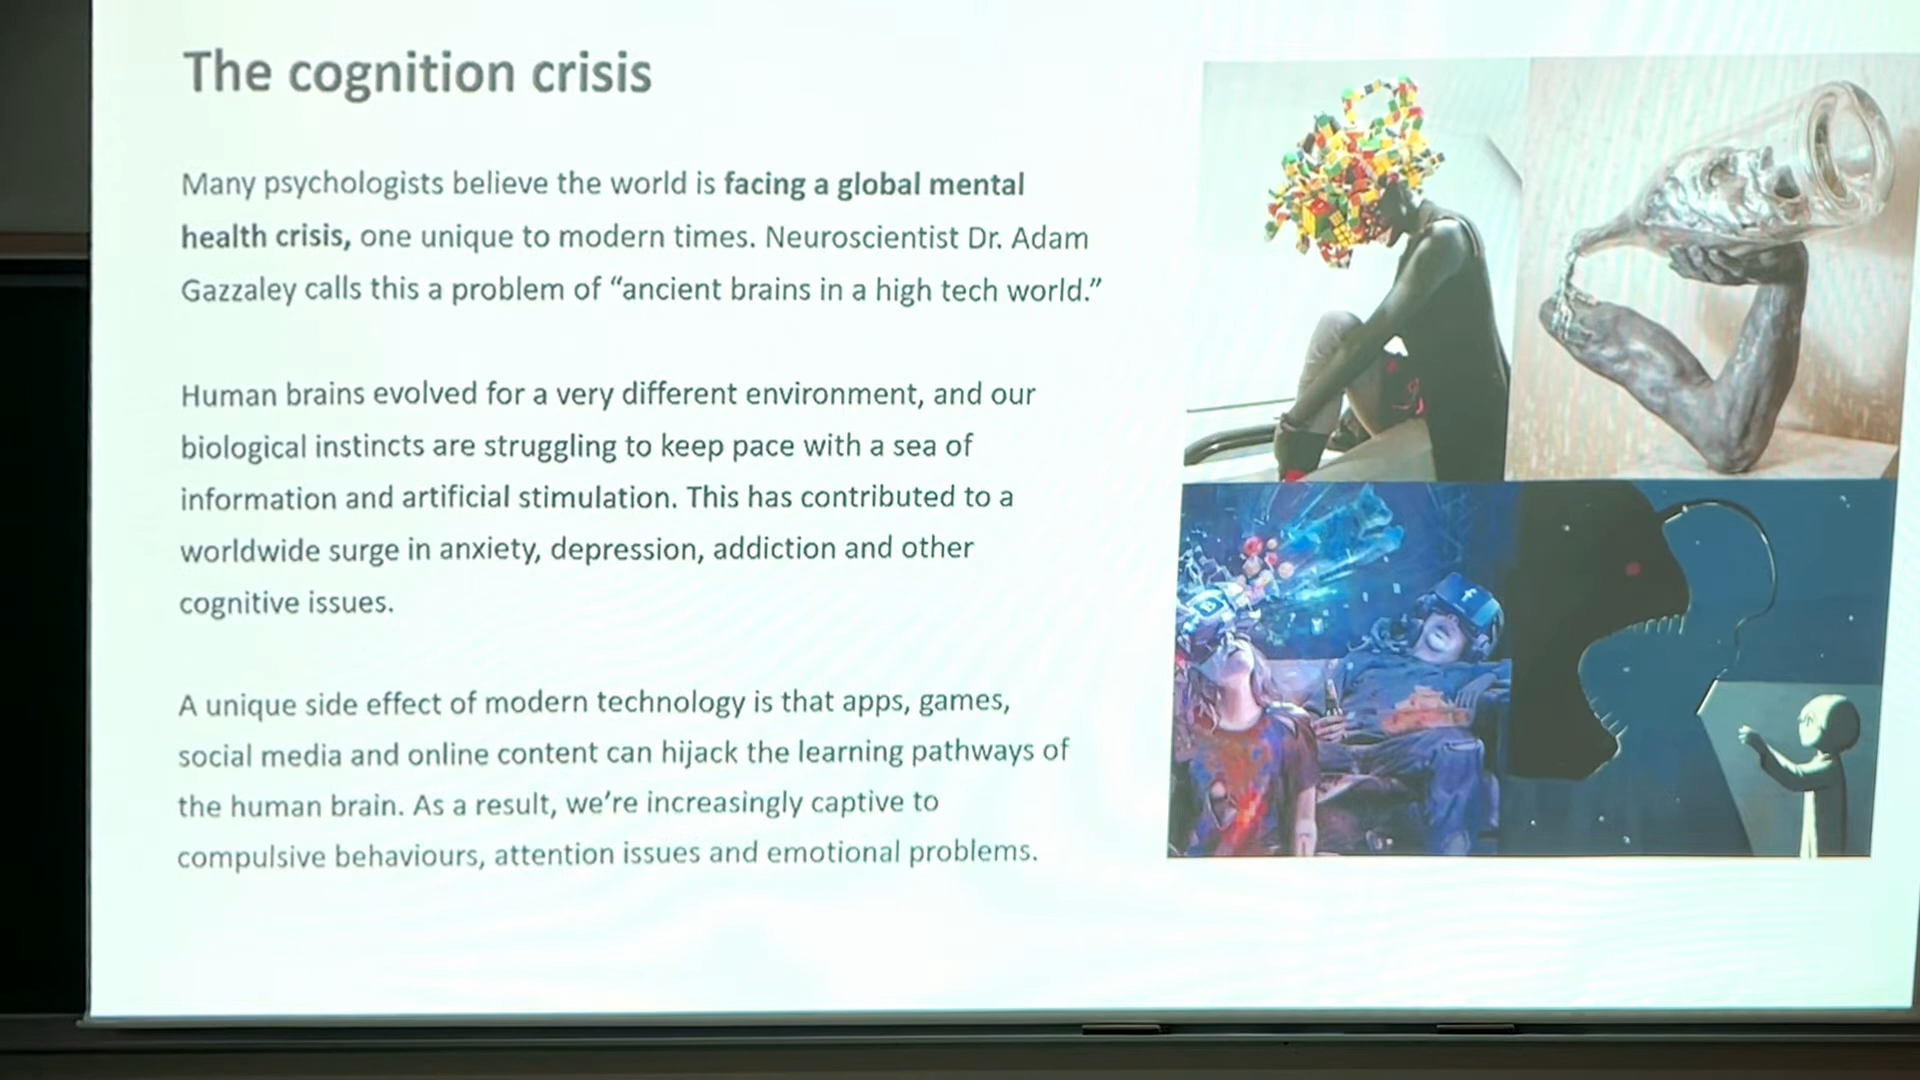 The cognition crisis
Many psychologists believe the world is facing a global mental
health crisis, one unique to modern times. Neuroscientist Dr. Adam
Gazzaley calls this a problem of “ancient brains in a high tech world.”
Human brains evolved for a very different environment, and our
biological instincts are struggling to keep pace with a sea of
information and artificial stimulation. This has contributed to a
worldwide surge in anxiety, depression, addiction and other
cognitive issues.
A unique side effect of modern technology is that apps, games,
social media and online content can hijack the learning pathways of
the human brain. As a result, we’re increasingly captive to
compulsive behaviours, attention issues and emotional problems.
f